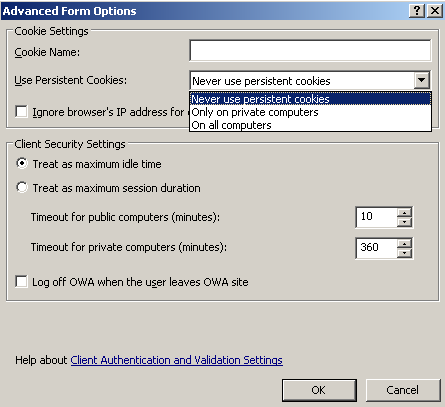 Advanced Form Options
Cookie Settings
Cookie Name:
Use Persistent Cookies: Never use persistent cookies
Never use persistent cookies
Only on private computers
On all computers
Ignore browser's IP address for
Client Security Settings
Treat as maximum idle time
Treat as maximum session duration
Timeout for public computers (minutes): 10
Timeout for private computers (minutes): 360
Log off OWA when the user leaves OWA site
Help about Client Authentication and Validation Settings
OK Cancel